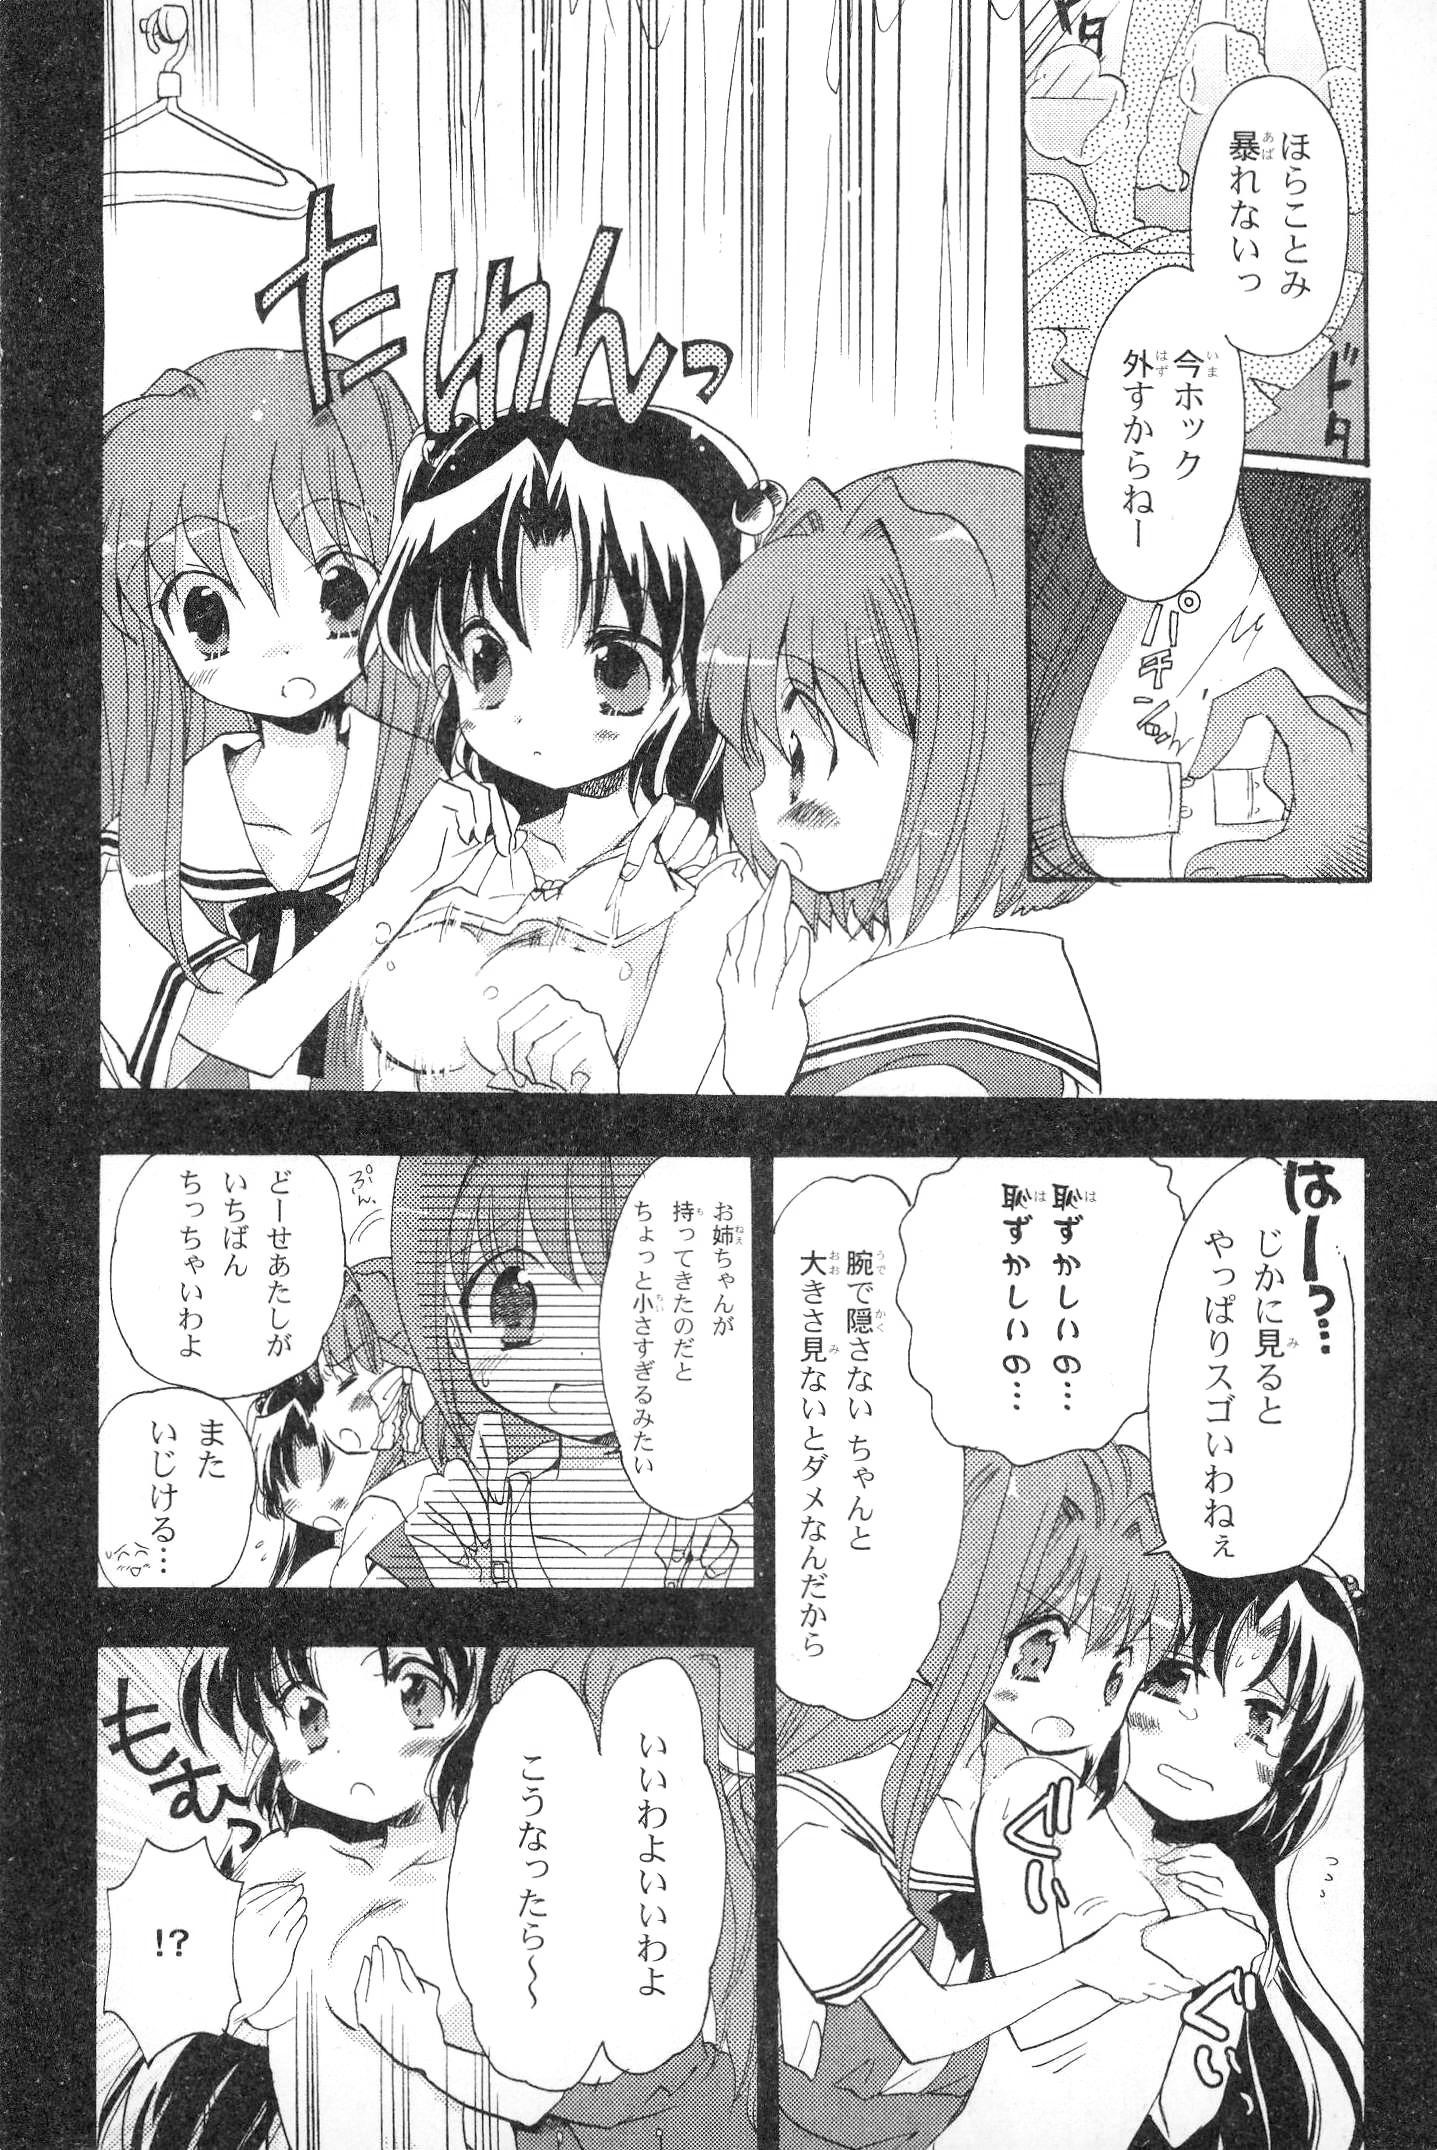 ドタ
ほらことみ
暴れないっ
今ホック
外すからねー
ドタ
パチンッ
たゆんっ
はーっ…
じかに見ると
やっぱりスゴいわねぇ
恥ずかしいの…
恥ずかしいの…
腕で隠さない ちゃんと
大きさ見ないとダメなんだから
ぐぐ
ぐい
お姉ちゃんが
持ってきたのだと
ちょっと小さすぎるみたい
ぷん
どーせあたしが
いちばん
ちっちゃいわよ
また
いじける…
いいわよいいわよ
こうなったら～
もむっ
!?